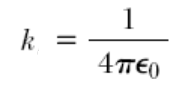 k = 1 / 4πϵ₀